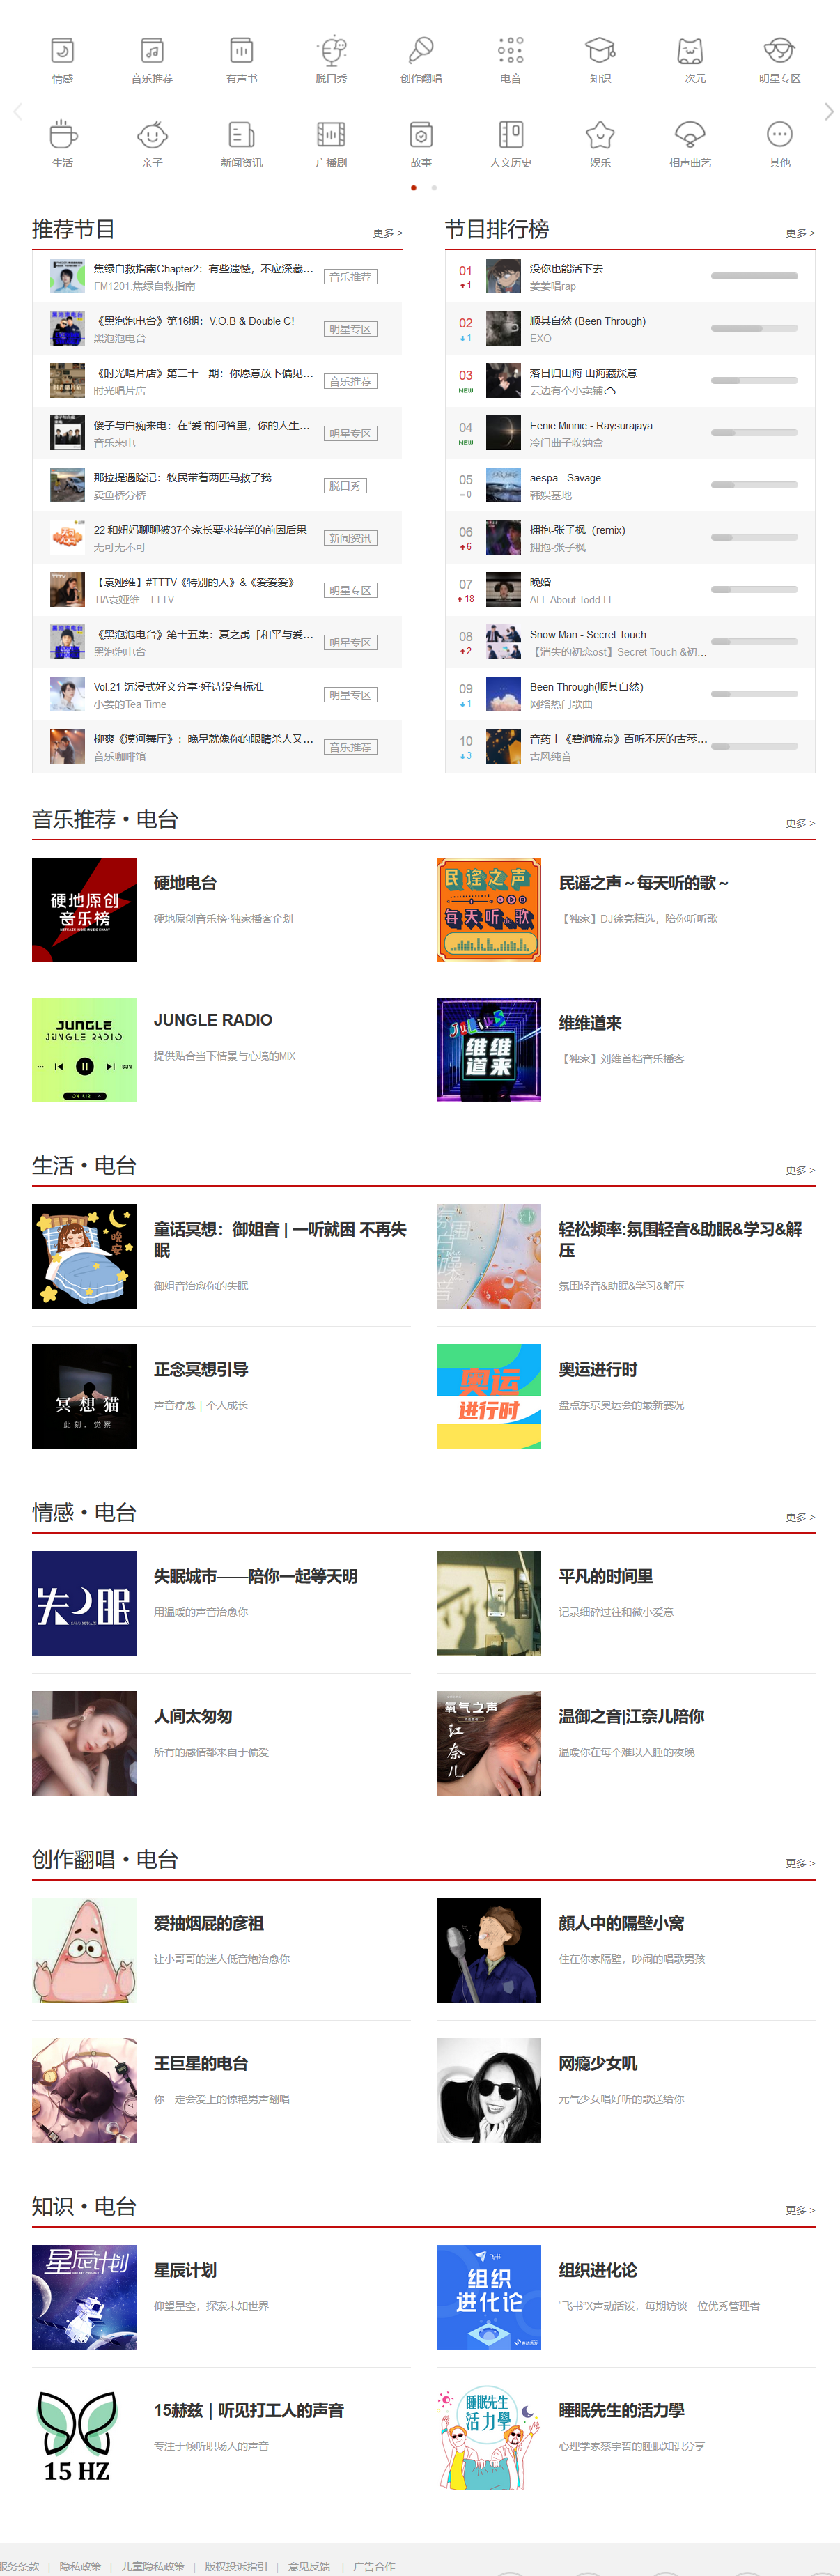 情感 音乐推荐 有声书 脱口秀 创作翻唱 电音 知识 二次元 明星专区
生活 亲子 新闻资讯 广播剧 故事 人文历史 娱乐 相声曲艺 其他
推荐节目 更多 >
焦绿自救指南Chapter2：有些遗憾，不应深藏... 音乐推荐
FM1201.焦绿自救指南
《黑泡泡电台》第16期：V.O.B & Double C! 明星专区
黑泡泡电台
《时光唱片店》第二十一期：你愿意放下偏见... 音乐推荐
时光唱片店
傻子与白痴来电：在"爱"的问答里，你的人生... 明星专区
音乐来电
那拉提遇险记：牧民带着两匹马救了我 脱口秀
卖鱼桥分桥
22 和妞妈聊聊被37个家长要求转学的前因后果 新闻资讯
无可无不可
【袁娅维】#TTTV《特别的人》&《爱爱爱》 明星专区
TIA袁娅维 - TTTV
《黑泡泡电台》第十五集：夏之禹「和平与爱... 明星专区
黑泡泡电台
Vol.21-沉浸式好文分享·好诗没有标准 明星专区
小姜的Tea Time
柳爽《漠河舞厅》：晚星就像你的眼睛杀人又... 音乐推荐
音乐咖啡馆
节目排行榜 更多 >
01 没你也能活下去
1 姜姜唱rap
02 顺其自然 (Been Through)
1 EXO
03 落日归山海 山海藏深意
NEW 云边有个小卖铺
04 Eenie Minnie - Raysurajaya
NEW 冷门曲子收纳盒
05 aespa - Savage
0 韩娱基地
06 拥抱-张子枫（remix)
6 拥抱-张子枫
07 晚婚
18 ALL About Todd LI
08 Snow Man - Secret Touch
2 【消失的初恋ost】Secret Touch &初...
09 Been Through(顺其自然)
1 网络热门歌曲
10 音药丨《碧涧流泉》百听不厌的古琴...
3 古风纯音
音乐推荐 · 电台 更多 >
硬地原创
音乐榜
硬地电台
硬地原创音乐榜·独家播客企划
民谣之声
每天听の歌
民谣之声～每天听的歌～
【独家】DJ徐亮精选，陪你听听歌
JUNGLE
JUNGLE RADIO
JUNGLE RADIO
提供贴合当下情景与心境的MIX
维维
道来
维维道来
【独家】刘维首档音乐播客
生活 · 电台 更多 >
晚安
童话冥想：御姐音 | 一听就困 不再失
眠
御姐音治愈你的失眠
轻松频率:氛围轻音&助眠&学习&解
压
氛围轻音&助眠&学习&解压
冥想猫
此刻，觉察
正念冥想引导
声音疗愈｜个人成长
奥运
进行时
奥运进行时
盘点东京奥运会的最新赛况
情感 · 电台 更多 >
失眠
失眠城市——陪你一起等天明
用温暖的声音治愈你
平凡的时间里
记录细碎过往和微小爱意
人间太匆匆
所有的感情都来自于偏爱
氧气之声
江奈儿
温御之音|江奈儿陪你
温暖你在每个难以入睡的夜晚
创作翻唱 · 电台 更多 >
爱抽烟屁的彦祖
让小哥哥的迷人低音炮治愈你
顏人中的隔壁小窝
住在你家隔壁，吵闹的唱歌男孩
王巨星的电台
你一定会爱上的惊艳男声翻唱
网瘾少女叽
元气少女唱好听的歌送给你
知识 · 电台 更多 >
星辰计划
星辰计划
仰望星空，探索未知世界
飞书
组织
进化论
组织进化论
"飞书"X声动活泼，每期访谈一位优秀管理者
15 HZ
15赫兹｜听见打工人的声音
专注于倾听职场人的声音
睡眠先生
活力學
睡眠先生的活力學
心理学家蔡宇哲的睡眠知识分享
服务条款 | 隐私政策 | 儿童隐私政策 | 版权投诉指引 | 意见反馈 | 广告合作